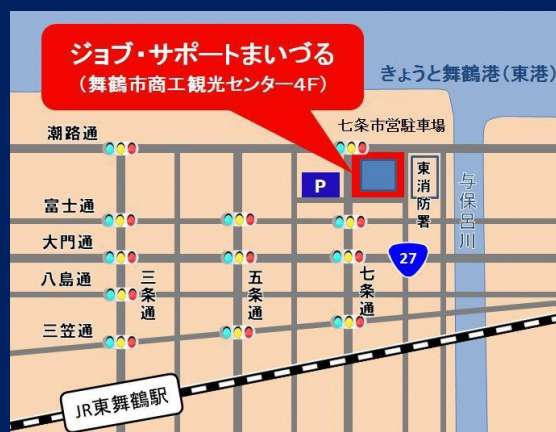 ジョブ・サポートまいづる
(舞鶴市商工観光センター4F)
きょうと舞鶴港(東港)
七条市営駐車場
潮路通
P
東消防署
与保呂川
富士通
大門通
27
八島通
三条通
五条通
七条通
三笠通
JR東舞鶴駅